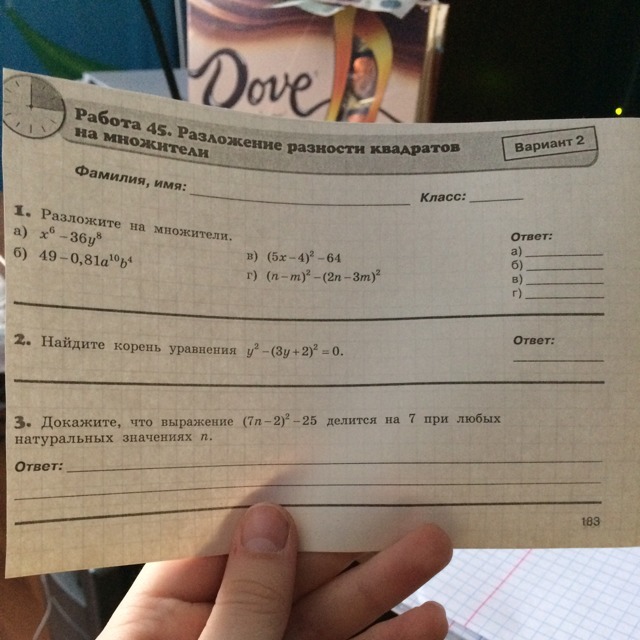 Dove
Работа 45. Разложение разности квадратов
на множители
Вариант 2
Фамилия, имя:
Класс:
1. Разложите на множители.
а) x⁶ − 36y⁸
б) 49 − 0,81a¹⁰b⁴
в) (5x − 4)² − 64
г) (n − m)² − (2n − 3m)²
Ответ:
а)
б)
в)
г)
2. Найдите корень уравнения y² − (3y + 2)² = 0.
Ответ:
3. Докажите, что выражение (7n − 2)² − 25 делится на 7 при любых
натуральных значениях n.
Ответ:
183